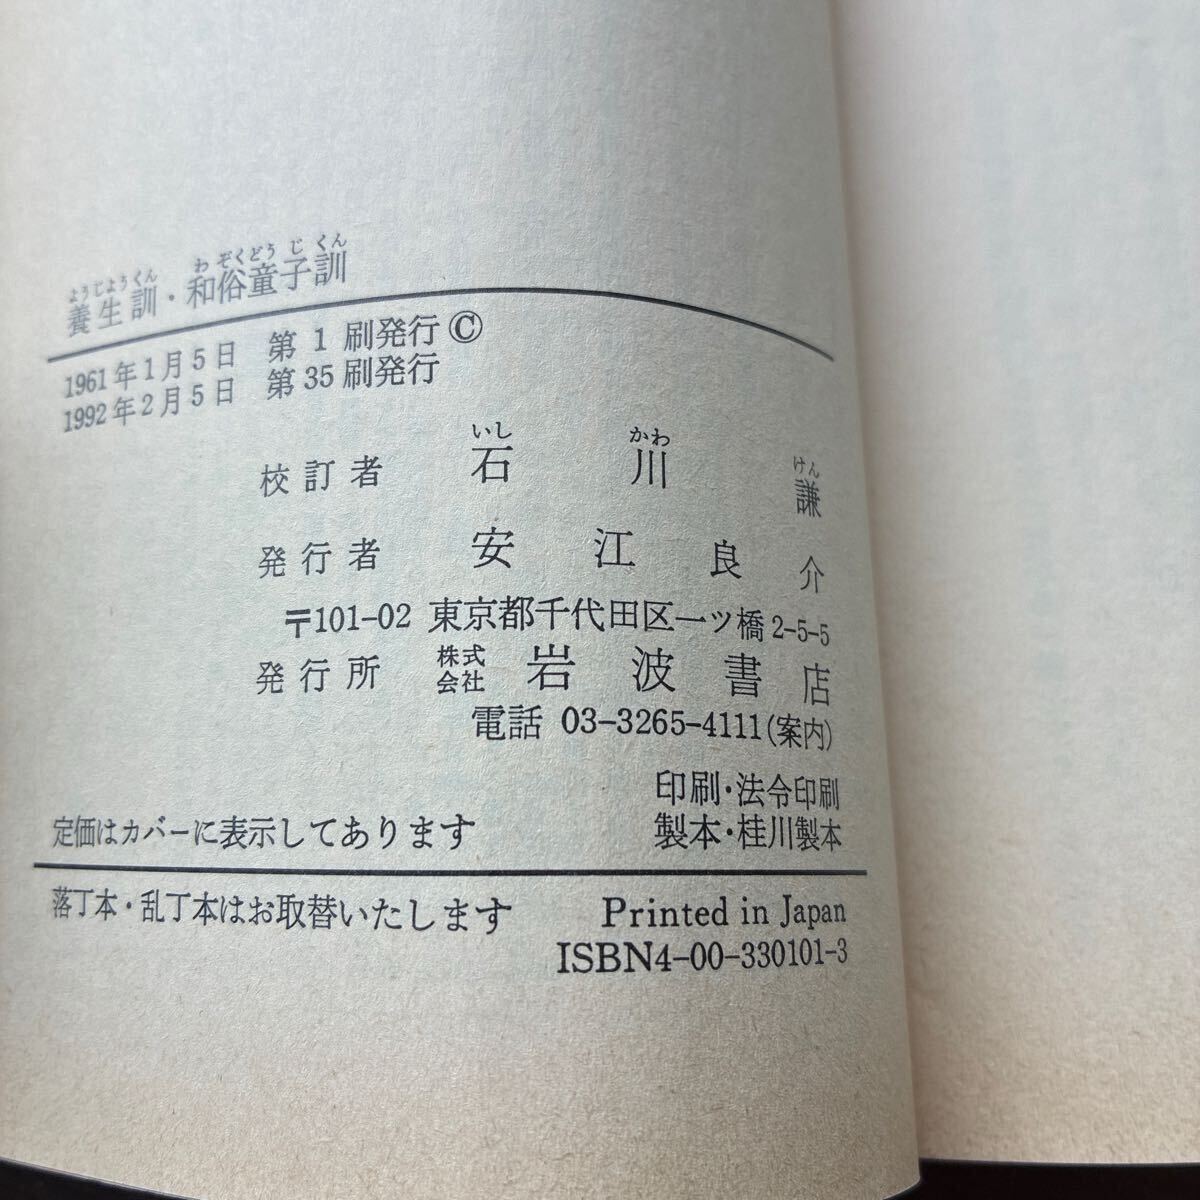 ようじようくん わ ぞくどう じ くん
養生訓・和俗童子訓
1961年1月5日 第1刷発行©
1992年2月5日 第35刷発行
いし かわ けん
校訂者 石川謙
発行者 安江良介
〒101-02 東京都千代田区一ツ橋2-5-5
発行所 株式会社 岩波書店
電話 03-3265-4111(案内)
印刷・法令印刷
定価はカバーに表示してあります 製本・桂川製本
落丁本・乱丁本はお取替いたします Printed in Japan
ISBN4-00-330101-3